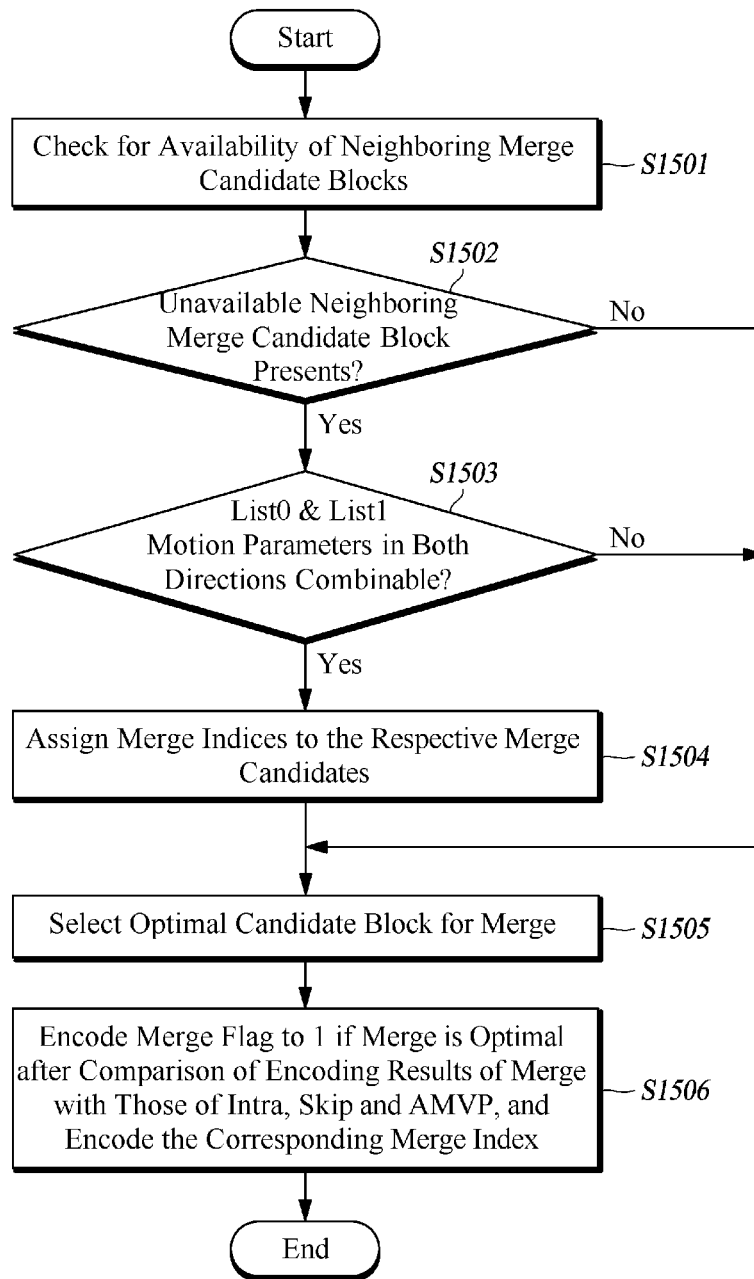 Start
Check for Availability of Neighboring Merge
Candidate Blocks
S1501
S1502
Unavailable Neighboring
Merge Candidate Block
Presents?
No
Yes
S1503
List0 & List1
Motion Parameters in Both
Directions Combinable?
No
Yes
Assign Merge Indices to the Respective Merge
Candidates
S1504
Select Optimal Candidate Block for Merge
S1505
Encode Merge Flag to 1 if Merge is Optimal
after Comparison of Encoding Results of Merge
with Those of Intra, Skip and AMVP, and
Encode the Corresponding Merge Index
S1506
End